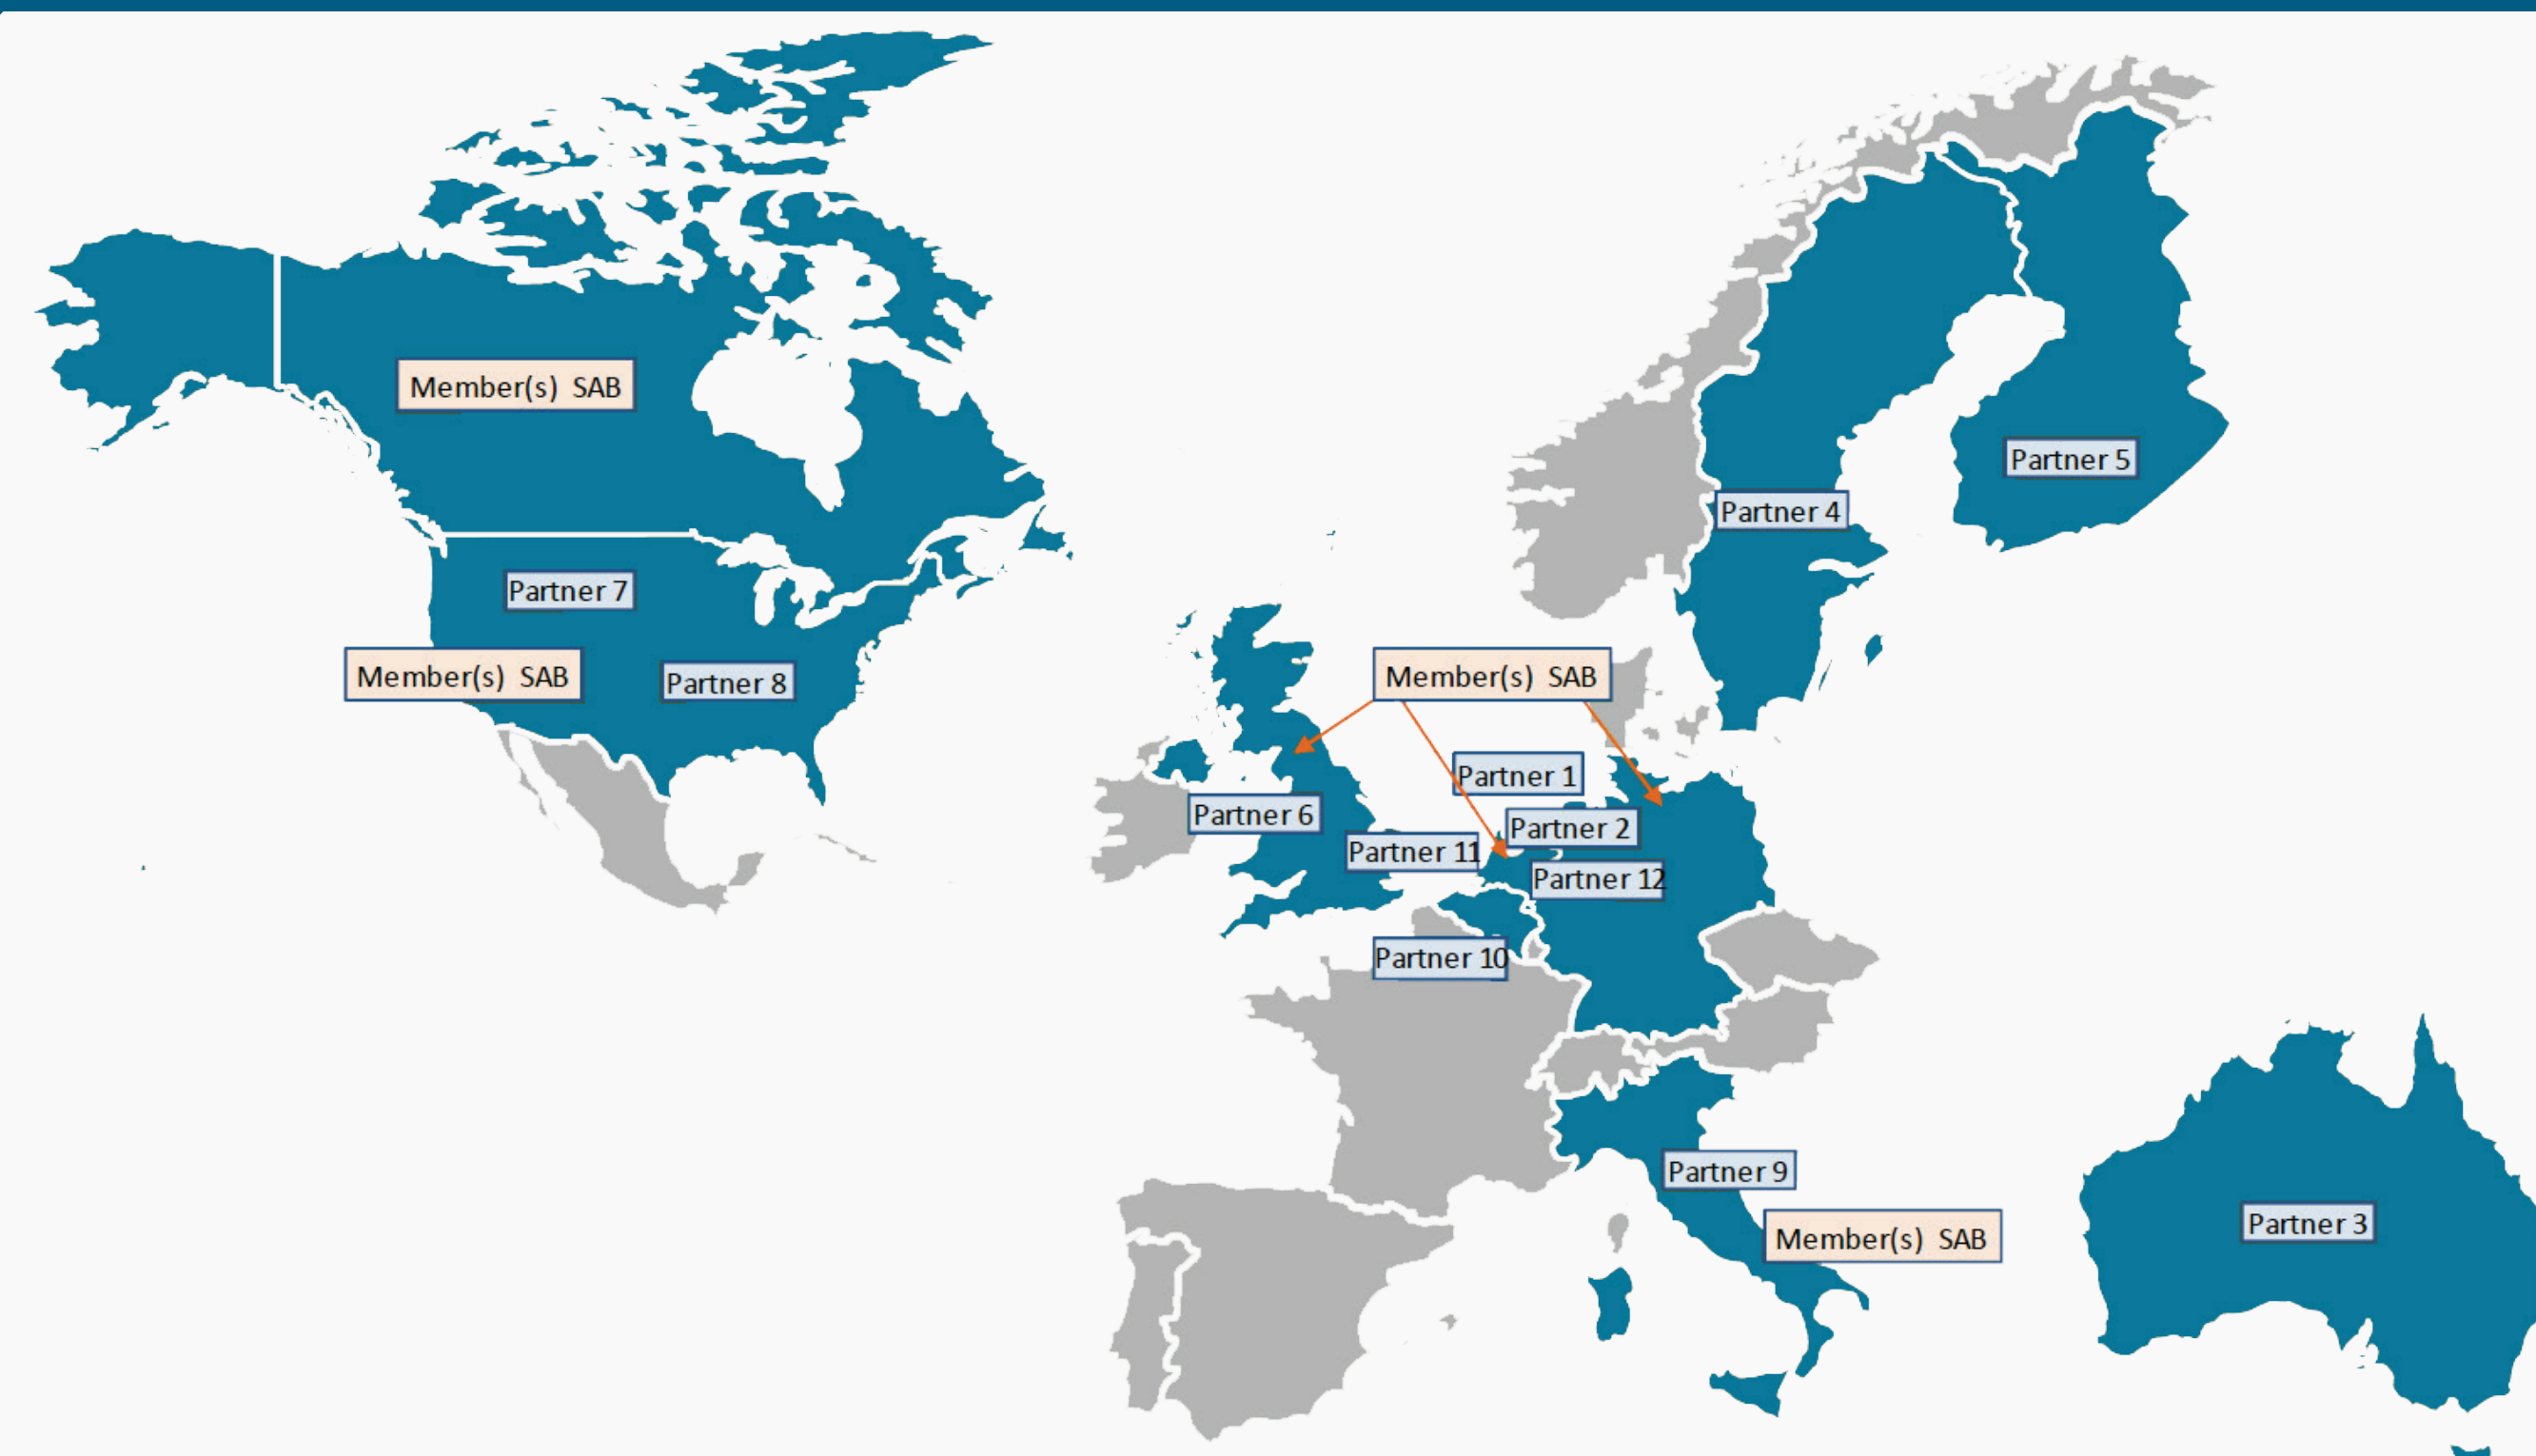 Member(s) SAB
Partner 5
Partner 4
Partner 7
Member(s) SAB
Partner 8
Member(s) SAB
Partner 1
Partner 6
Partner 2
Partner 11
Partner 12
Partner 10
Partner 9
Partner 3
Member(s) SAB